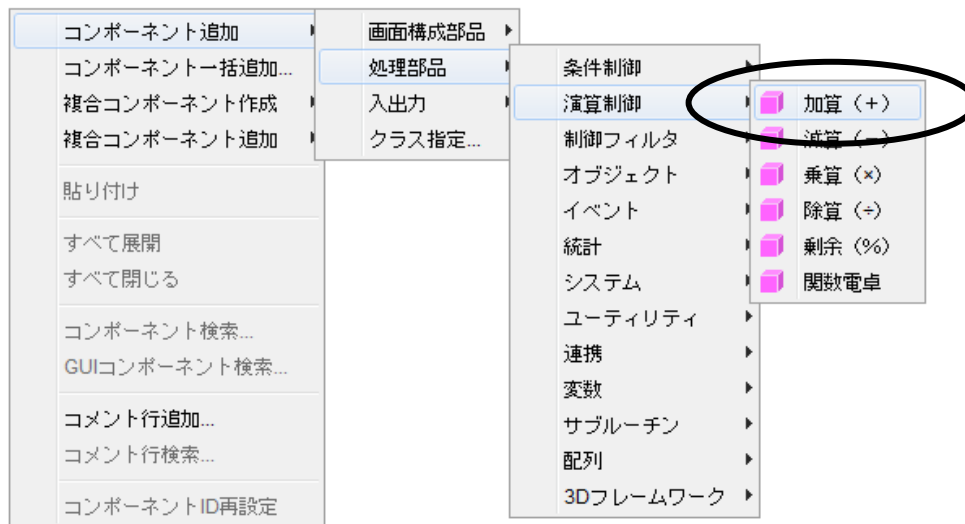 コンポーネント追加
コンポーネント一括追加...
複合コンポーネント作成
複合コンポーネント追加
貼り付け
すべて展開
すべて閉じる
コンポーネント検索...
GUIコンポーネント検索...
コメント行追加...
コメント行検索...
コンポーネントID再設定
画面構成部品
処理部品
入出力
クラス指定...
条件制御
演算制御
制御フィルタ
オブジェクト
イベント
統計
システム
ユーティリティ
連携
変数
サブルーチン
配列
3Dフレームワーク
加算（+）
減算（-）
乗算（×）
除算（÷）
剰余（%）
関数電卓